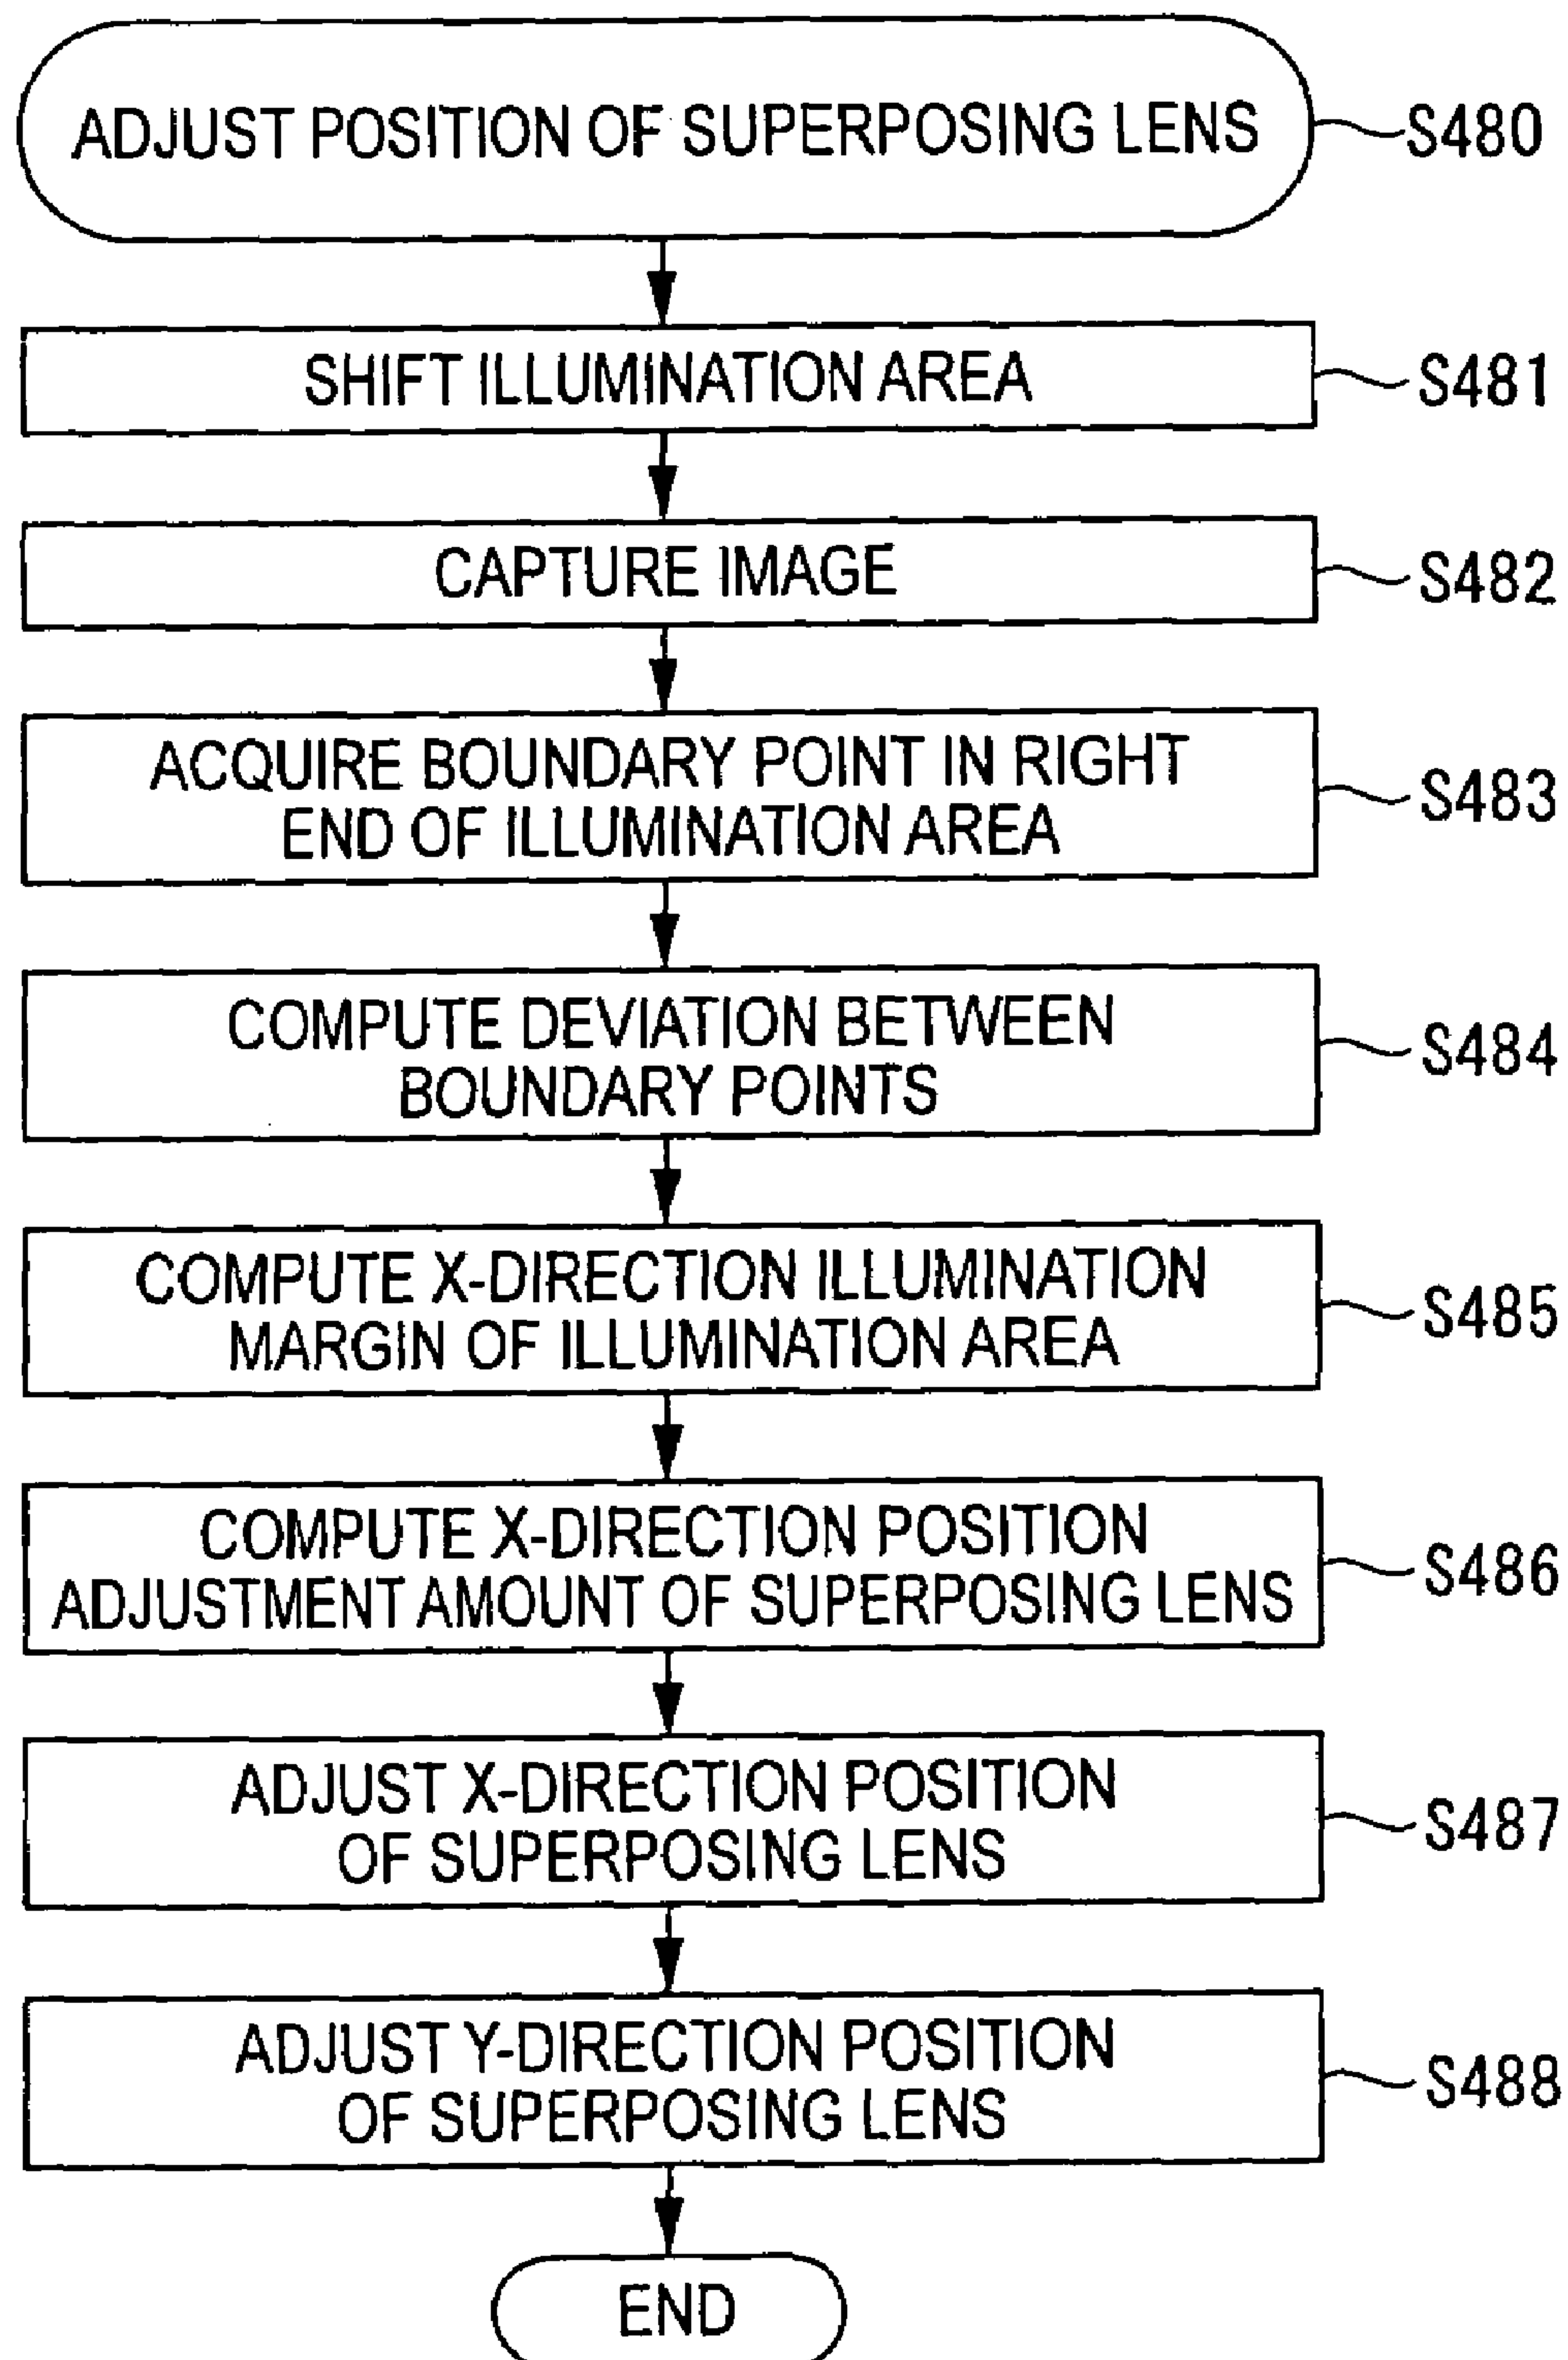 ADJUST POSITION OF SUPERPOSING LENS
S480
SHIFT ILLUMINATION AREA
S481
CAPTURE IMAGE
S482
ACQUIRE BOUNDARY POINT IN RIGHT
END OF ILLUMINATION AREA
S483
COMPUTE DEVIATION BETWEEN
BOUNDARY POINTS
S484
COMPUTE X-DIRECTION ILLUMINATION
MARGIN OF ILLUMINATION AREA
S485
COMPUTE X-DIRECTION POSITION
ADJUSTMENT AMOUNT OF SUPERPOSING LENS
S486
ADJUST X-DIRECTION POSITION
OF SUPERPOSING LENS
S487
ADJUST Y-DIRECTION POSITION
OF SUPERPOSING LENS
S488
END